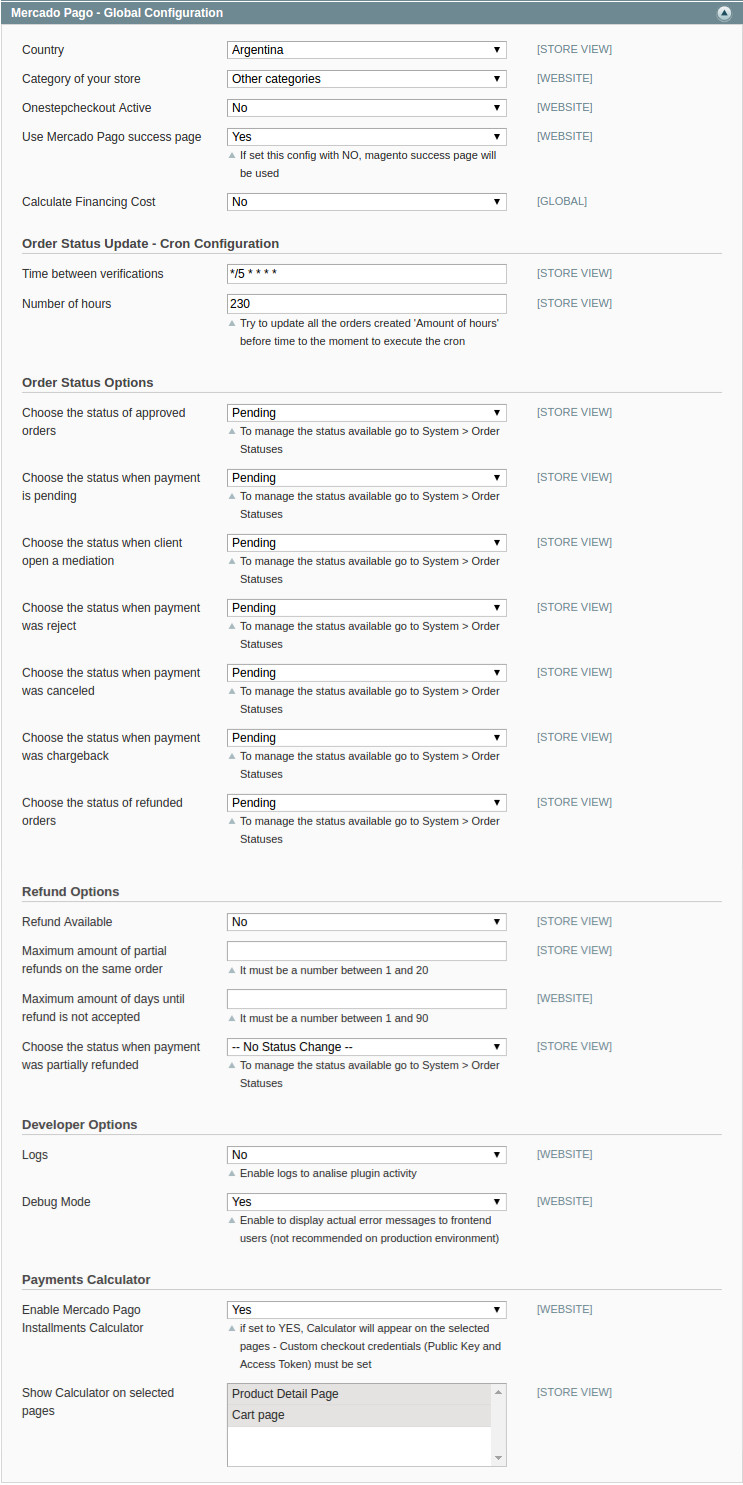 Mercado Pago - Global Configuration
Country Argentina [STORE VIEW]
Category of your store Other categories [WEBSITE]
Onestepcheckout Active No [WEBSITE]
Use Mercado Pago success page Yes [WEBSITE]
If set this config with NO, magento success page will
be used
Calculate Financing Cost No [GLOBAL]
Order Status Update - Cron Configuration
Time between verifications */5 * * * * [STORE VIEW]
Number of hours 230 [STORE VIEW]
Try to update all the orders created 'Amount of hours'
before time to the moment to execute the cron
Order Status Options
Choose the status of approved Pending [STORE VIEW]
orders To manage the status available go to System > Order
Statuses
Choose the status when payment Pending [STORE VIEW]
is pending To manage the status available go to System > Order
Statuses
Choose the status when client Pending [STORE VIEW]
open a mediation To manage the status available go to System > Order
Statuses
Choose the status when payment Pending [STORE VIEW]
was reject To manage the status available go to System > Order
Statuses
Choose the status when payment Pending [STORE VIEW]
was canceled To manage the status available go to System > Order
Statuses
Choose the status when payment Pending [STORE VIEW]
was chargeback To manage the status available go to System > Order
Statuses
Choose the status of refunded Pending [STORE VIEW]
orders To manage the status available go to System > Order
Statuses
Refund Options
Refund Available No [STORE VIEW]
Maximum amount of partial [STORE VIEW]
refunds on the same order It must be a number between 1 and 20
Maximum amount of days until [WEBSITE]
refund is not accepted It must be a number between 1 and 90
Choose the status when payment -- No Status Change -- [STORE VIEW]
was partially refunded To manage the status available go to System > Order
Statuses
Developer Options
Logs No [WEBSITE]
Enable logs to analise plugin activity
Debug Mode Yes [WEBSITE]
Enable to display actual error messages to frontend
users (not recommended on production environment)
Payments Calculator
Enable Mercado Pago Yes [WEBSITE]
Installments Calculator if set to YES, Calculator will appear on the selected
pages - Custom checkout credentials (Public Key and
Access Token) must be set
Show Calculator on selected Product Detail Page [STORE VIEW]
pages Cart page